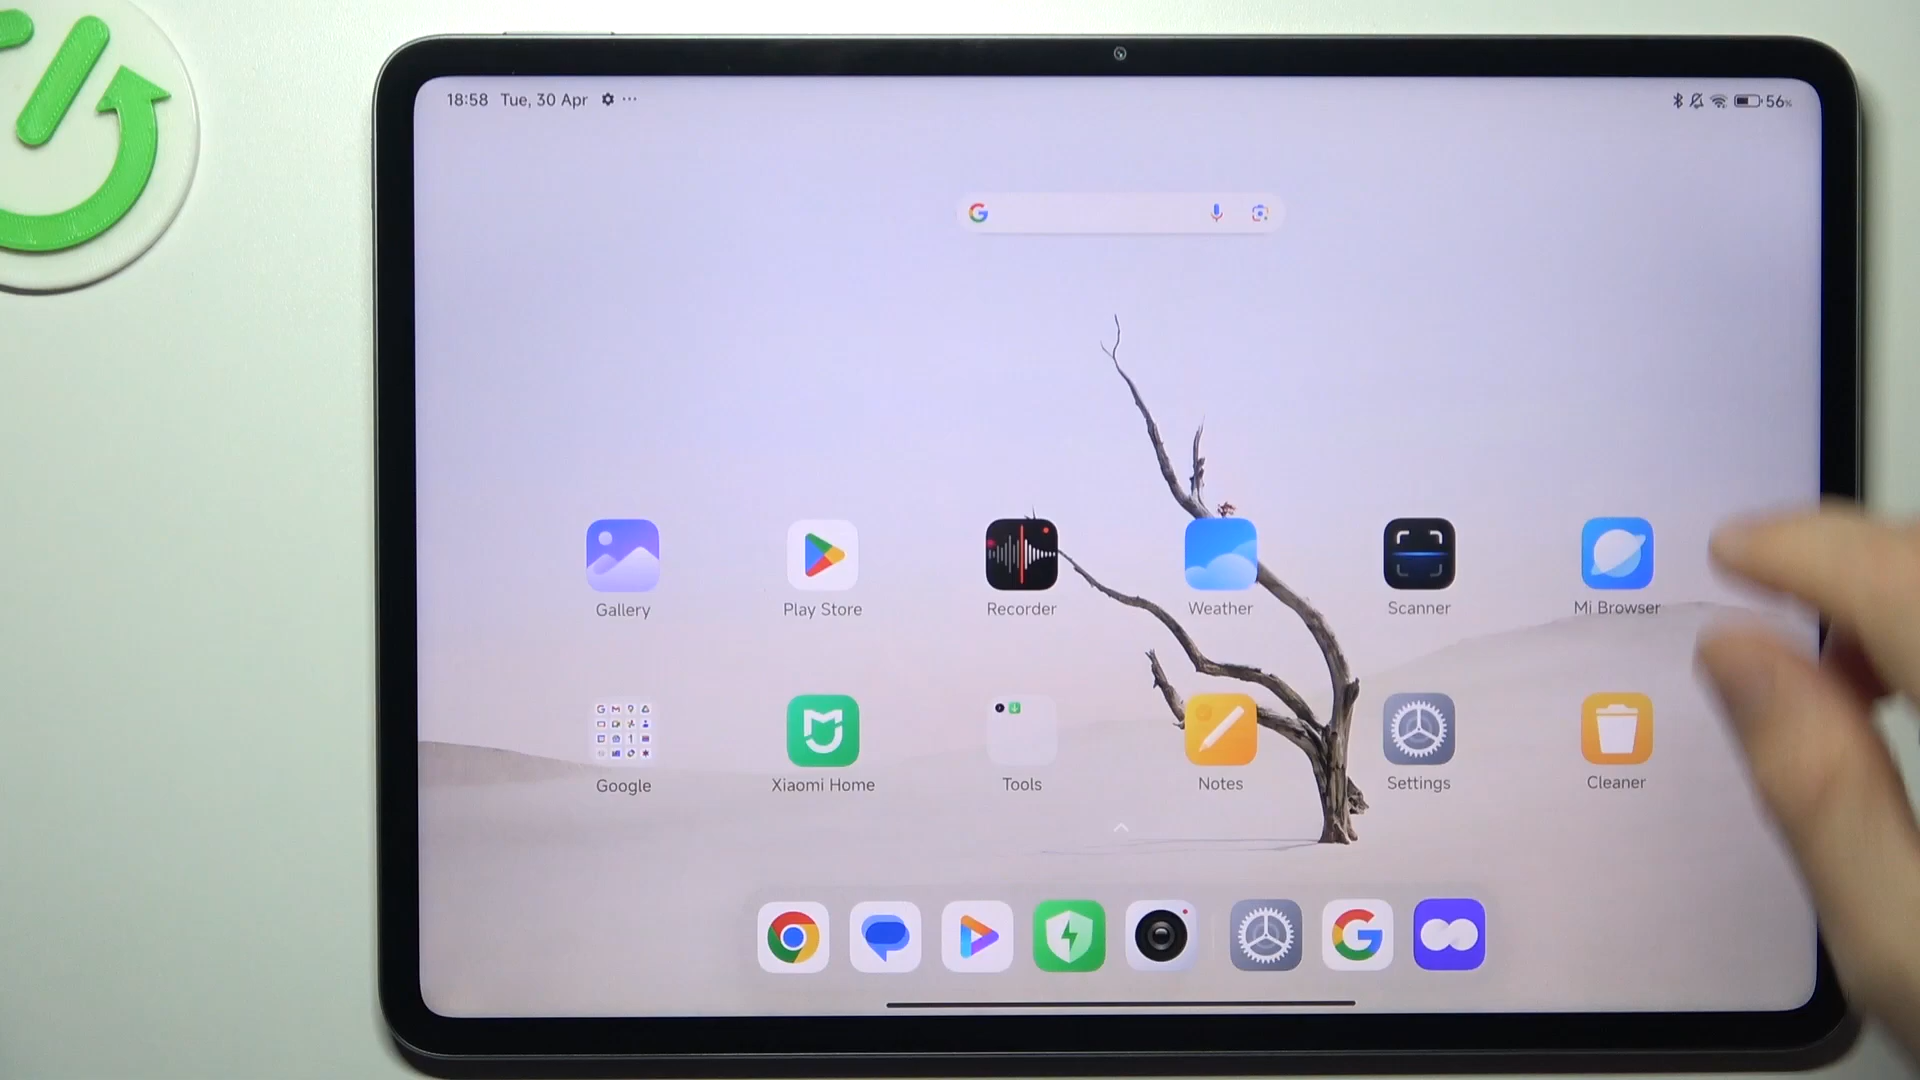 18:58 Tue, 30 Apr
56%
Gallery
Play Store
Recorder
Weather
Scanner
Mi Browser
Google
Xiaomi Home
Tools
Notes
Settings
Cleaner